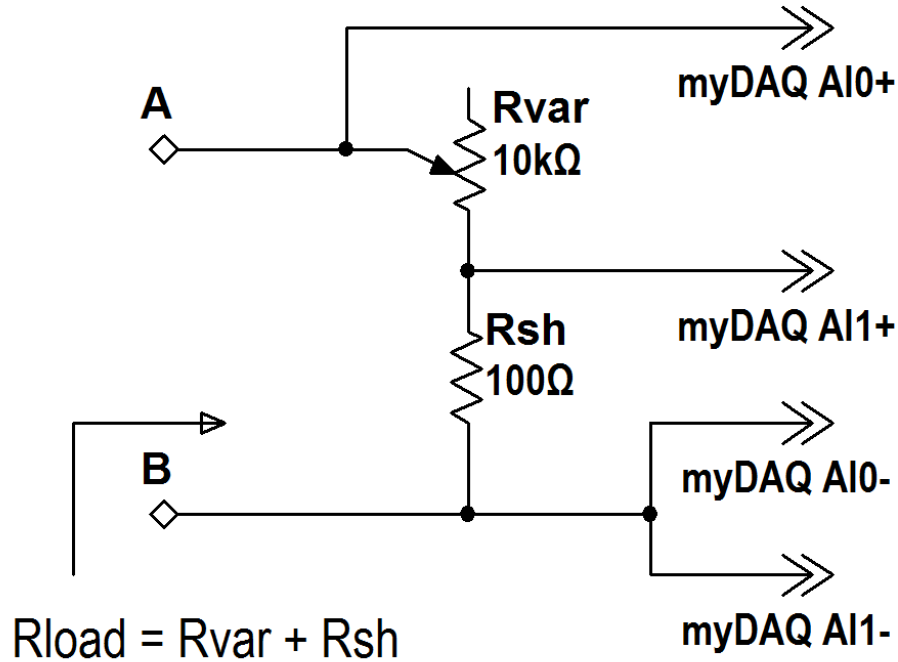 myDAQ AI0+
A
Rvar
10kΩ
myDAQ AI1+
Rsh
100Ω
B
myDAQ AI0-
myDAQ AI1-
Rload = Rvar + Rsh